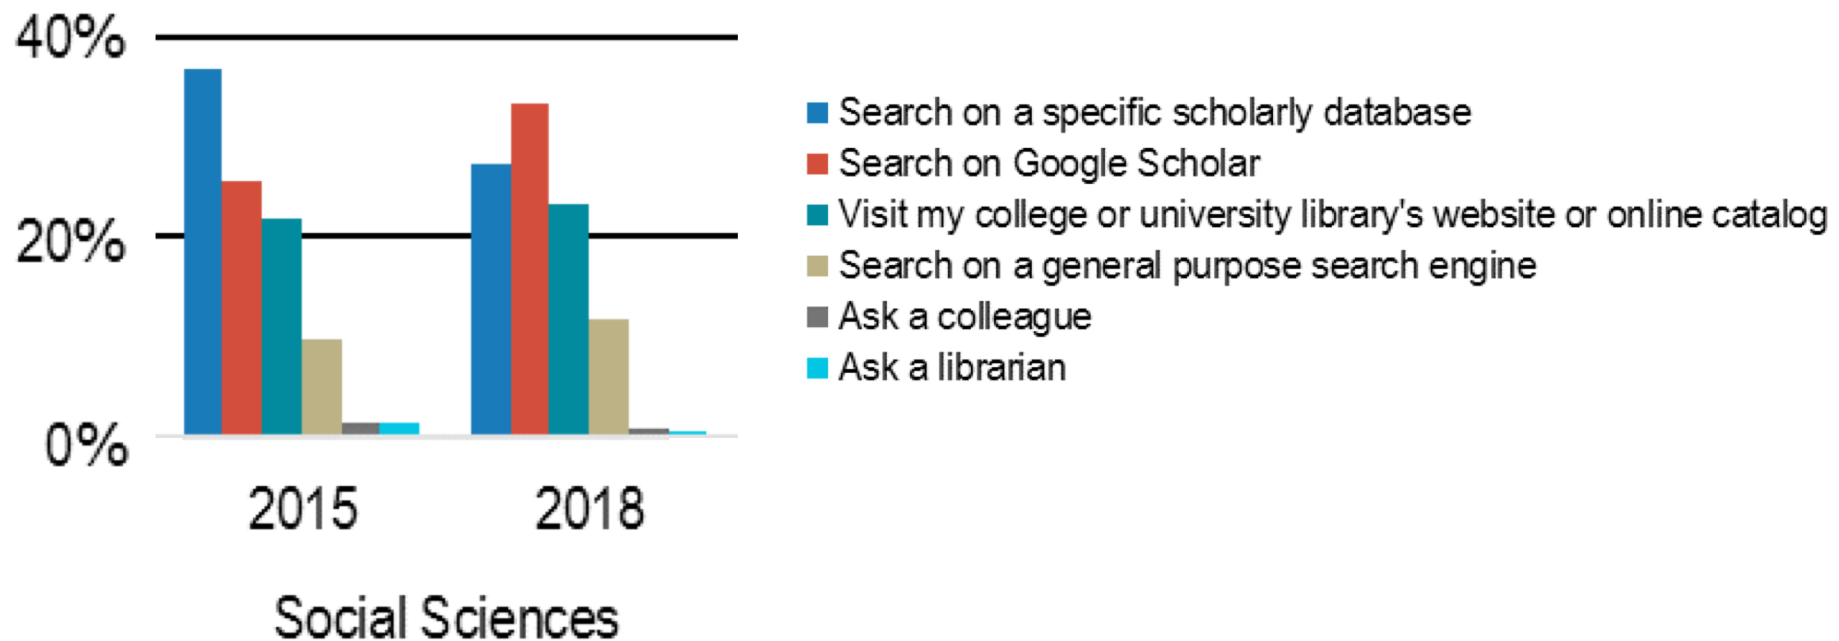 40%
20%
0%
2015
2018
Social Sciences
Search on a specific scholarly database
Search on Google Scholar
Visit my college or university library's website or online catalog
Search on a general purpose search engine
Ask a colleague
Ask a librarian